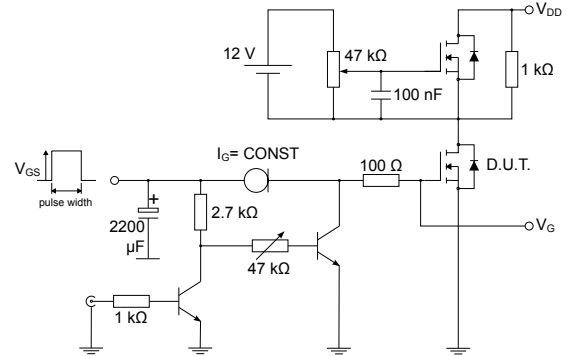 V_DD
12 V
47 kΩ
1 kΩ
100 nF
I_G= CONST
100 Ω
D.U.T.
V_GS
pulse width
+
2.7 kΩ
2200
μF
47 kΩ
V_G
1 kΩ